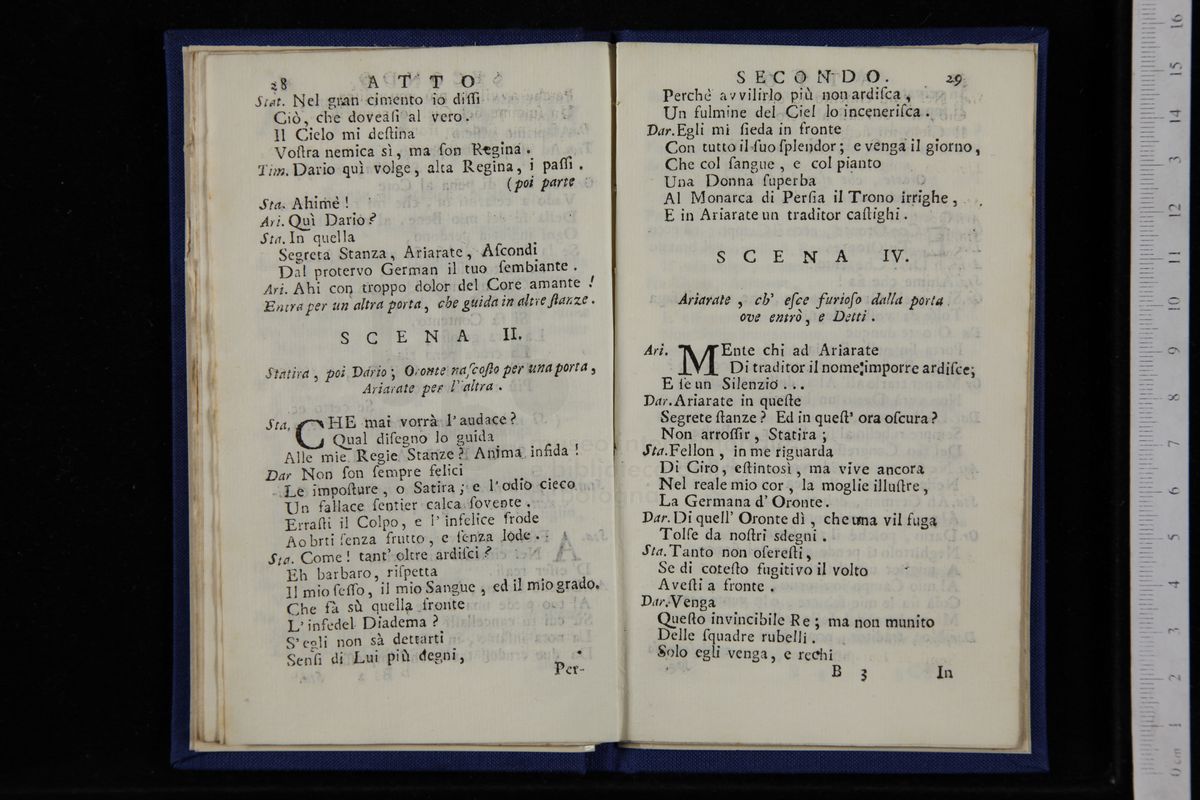 28 ATTO
Stat. Nel gran cimento io diſſi
Ciò, che doveaſi al vero.
Il Cielo mi deſtina
Voſtra nemica sì, ma ſon Regina.
Tim. Dario quì volge, alta Regina, i paſſi.
(poi parte
Sta. Ahimè!
Ari. Quì Dario?
Sta. In quella
Segreta Stanza, Ariarate, Aſcondi
Dal protervo German il tuo ſembiante.
Ari. Ahi con troppo dolor del Core amante!
Entra per un altra porta, che guida in altre ſtanze.
SCENA II.
Statira, poi Dario; Oronte naſcoſto per una porta,
Ariarate per l'altra.
Sta. CHE mai vorrà l'audace?
Qual diſegno lo guida
Alle mie Regie Stanze? Anima infida!
Dar Non ſon ſempre felici
Le impoſture, o Satira; e l'odio cieco
Un fallace ſentier calca ſovente.
Erraſti il Colpo, e l'infelice frode
Aobrti ſenza frutto, e ſenza lode.
Sta. Come! tant' oltre ardiſci?
Eh barbaro, riſpetta
Il mio ſeſſo, il mio Sangue, ed il mio grado.
Che fà sù quella fronte
L'infedel Diadema?
S'egli non sà dettarti
Senſi di Lui più degni,
Per-
SECONDO. 29
Perchè avvilirlo più non ardiſca,
Un fulmine del Ciel lo inceneriſca.
Dar. Egli mi ſieda in fronte
Con tutto il ſuo ſplendor; e venga il giorno,
Che col ſangue, e col pianto
Una Donna ſuperba
Al Monarca di Perſia il Trono irrighe,
E in Ariarate un traditor caſtighi.
SCENA IV.
Ariarate, ch' eſce furioſo dalla porta
ove entrò, e Detti.
Ari. MEnte chi ad Ariarate
Di traditor il nome imporre ardiſce;
E ſe un Silenzio...
Dar. Ariarate in queſte
Segrete ſtanze? Ed in queſt' ora oſcura?
Non arroſſir, Statira;
Sta. Fellon, in me riguarda
Di Ciro, eſtintosì, ma vive ancora
Nel reale mio cor, la moglie illuſtre,
La Germana d'Oronte.
Dar. Di quell' Oronte dì, che una vil fuga
Tolſe da noſtri sdegni.
Sta. Tanto non oſereſti,
Se di coteſto fugitivo il volto
Aveſti a fronte.
Dar. Venga
Queſto invincibile Re; ma non munito
Delle ſquadre rubelli.
Solo egli venga, e rechi
B 3 In